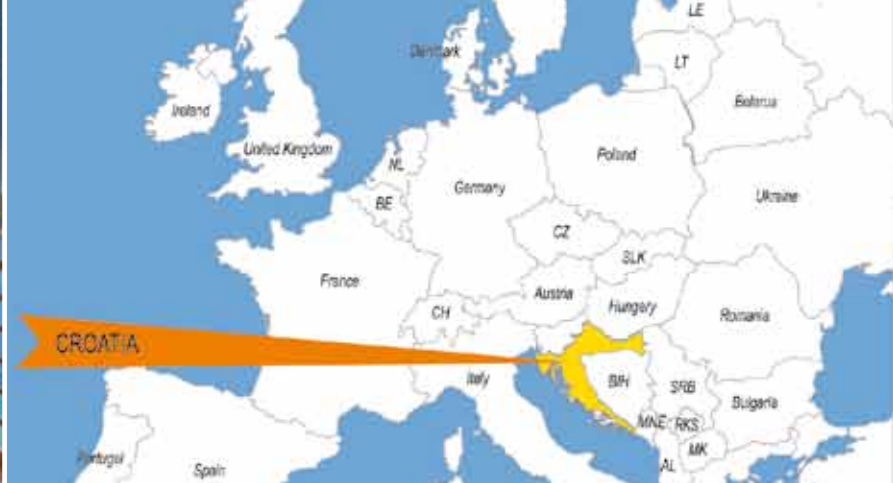 LE
Denmark
LT
Ireland
Belarus
United Kingdom
NL
Poland
Germany
BE
Ukraine
CZ
SLK
France
Austria
CH
Hungary
Romania
CROATIA
Italy
BIH
SRB
Bulgaria
MNE
RKS
MK
Portugal
Spain
AL